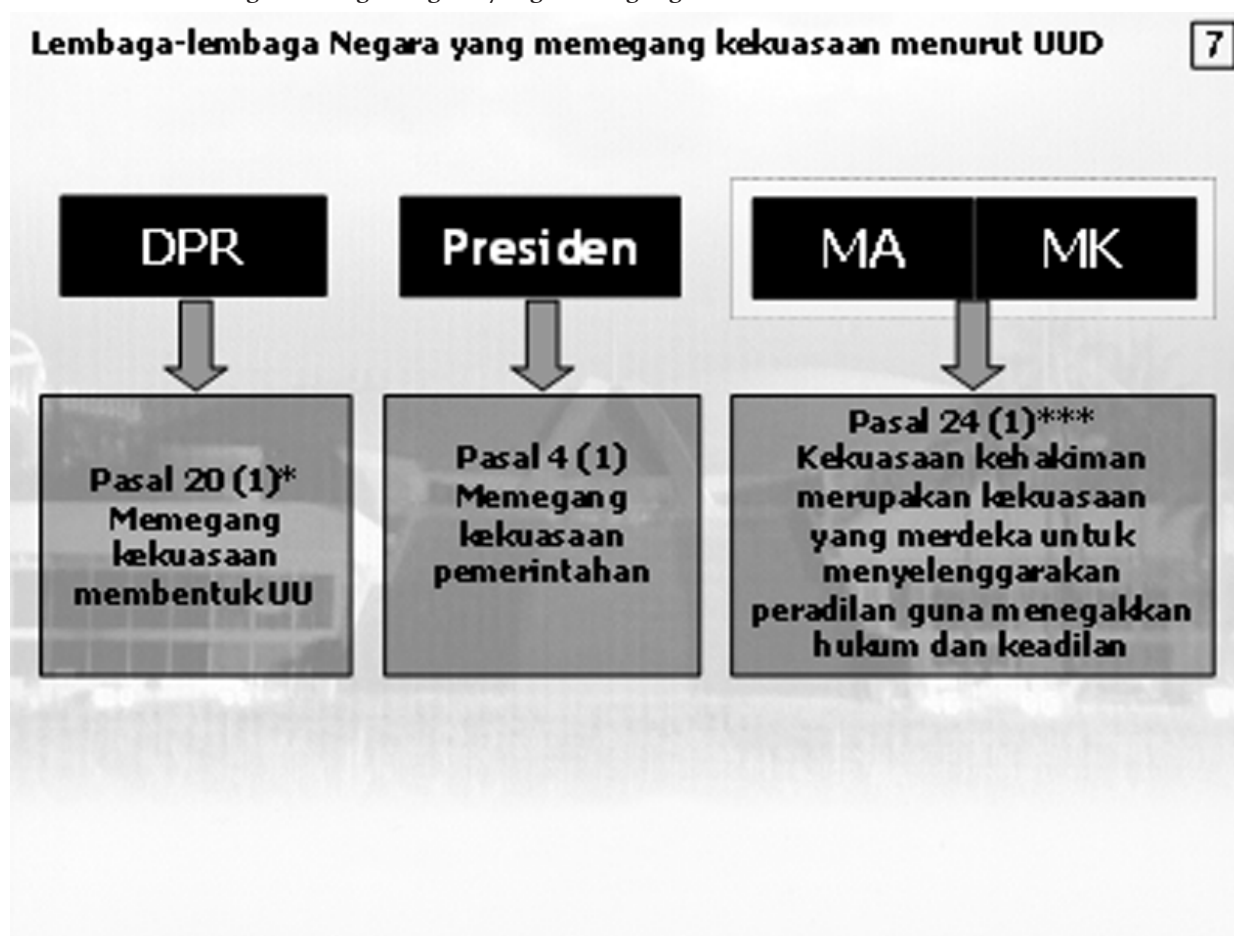 Lembaga-lembaga Negara yang memegang kekuasaan menurut UUD
7
DPR
Presiden
MA
MK
Pasal 20 (1)*
Memegang
kekuasaan
membentuk UU
Pasal 4 (1)
Memegang
kekuasaan
pemerintahan
Pasal 24 (1)***
Kekuasaan kehakiman
merupakan kekuasaan
yang merdeka untuk
menyelenggarakan
peradilan guna menegakkan
hukum dan keadilan